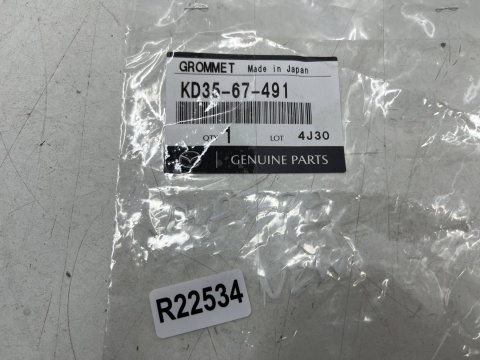 GROMMET Made in Japan
KD35-67-491
QTY 1 LOT 4J30
GENUINE PARTS
R22534